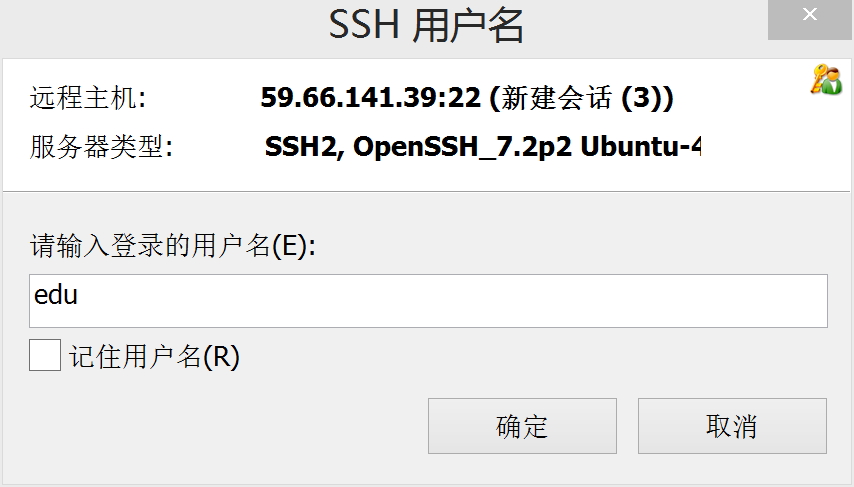 SSH 用户名
远程主机: 59.66.141.39:22 (新建会话 (3))
服务器类型: SSH2, OpenSSH_7.2p2 Ubuntu-4
请输入登录的用户名(E):
edu
记住用户名(R)
确定 取消